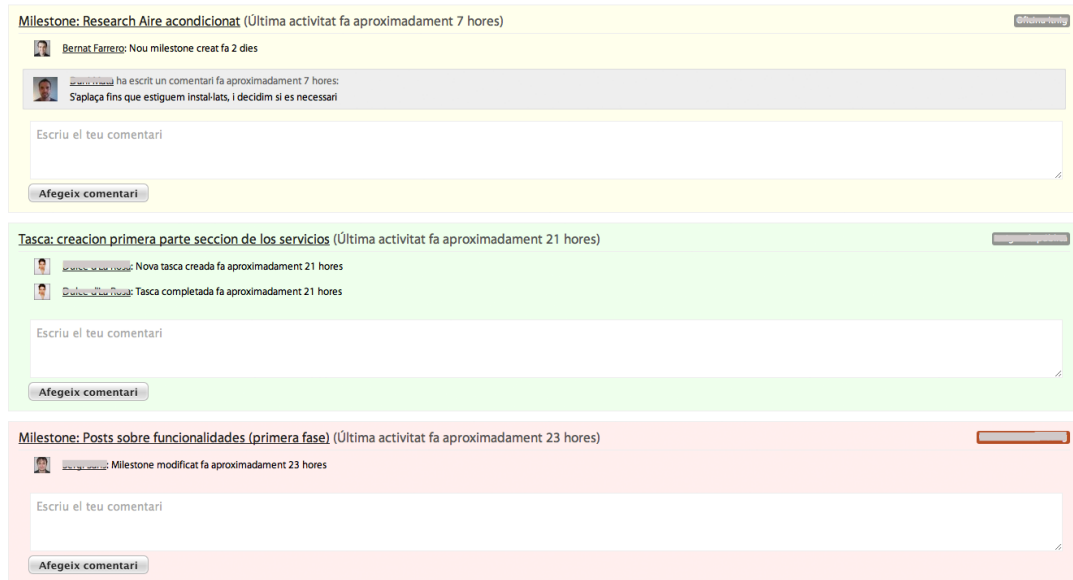 Milestone: Research Aire acondicionat (Última activitat fa aproximadament 7 hores)
Bernat Farrero: Nou milestone creat fa 2 dies
ha escrit un comentari fa aproximadament 7 hores:
S'aplaça fins que estiguem instal·lats, i decidim si es necessari
Escriu el teu comentari
Afegeix comentari
Tasca: creacion primera parte seccion de los servicios (Última activitat fa aproximadament 21 hores)
: Nova tasca creada fa aproximadament 21 hores
: Tasca completada fa aproximadament 21 hores
Escriu el teu comentari
Afegeix comentari
Milestone: Posts sobre funcionalidades (primera fase) (Última activitat fa aproximadament 23 hores)
: Milestone modificat fa aproximadament 23 hores
Escriu el teu comentari
Afegeix comentari